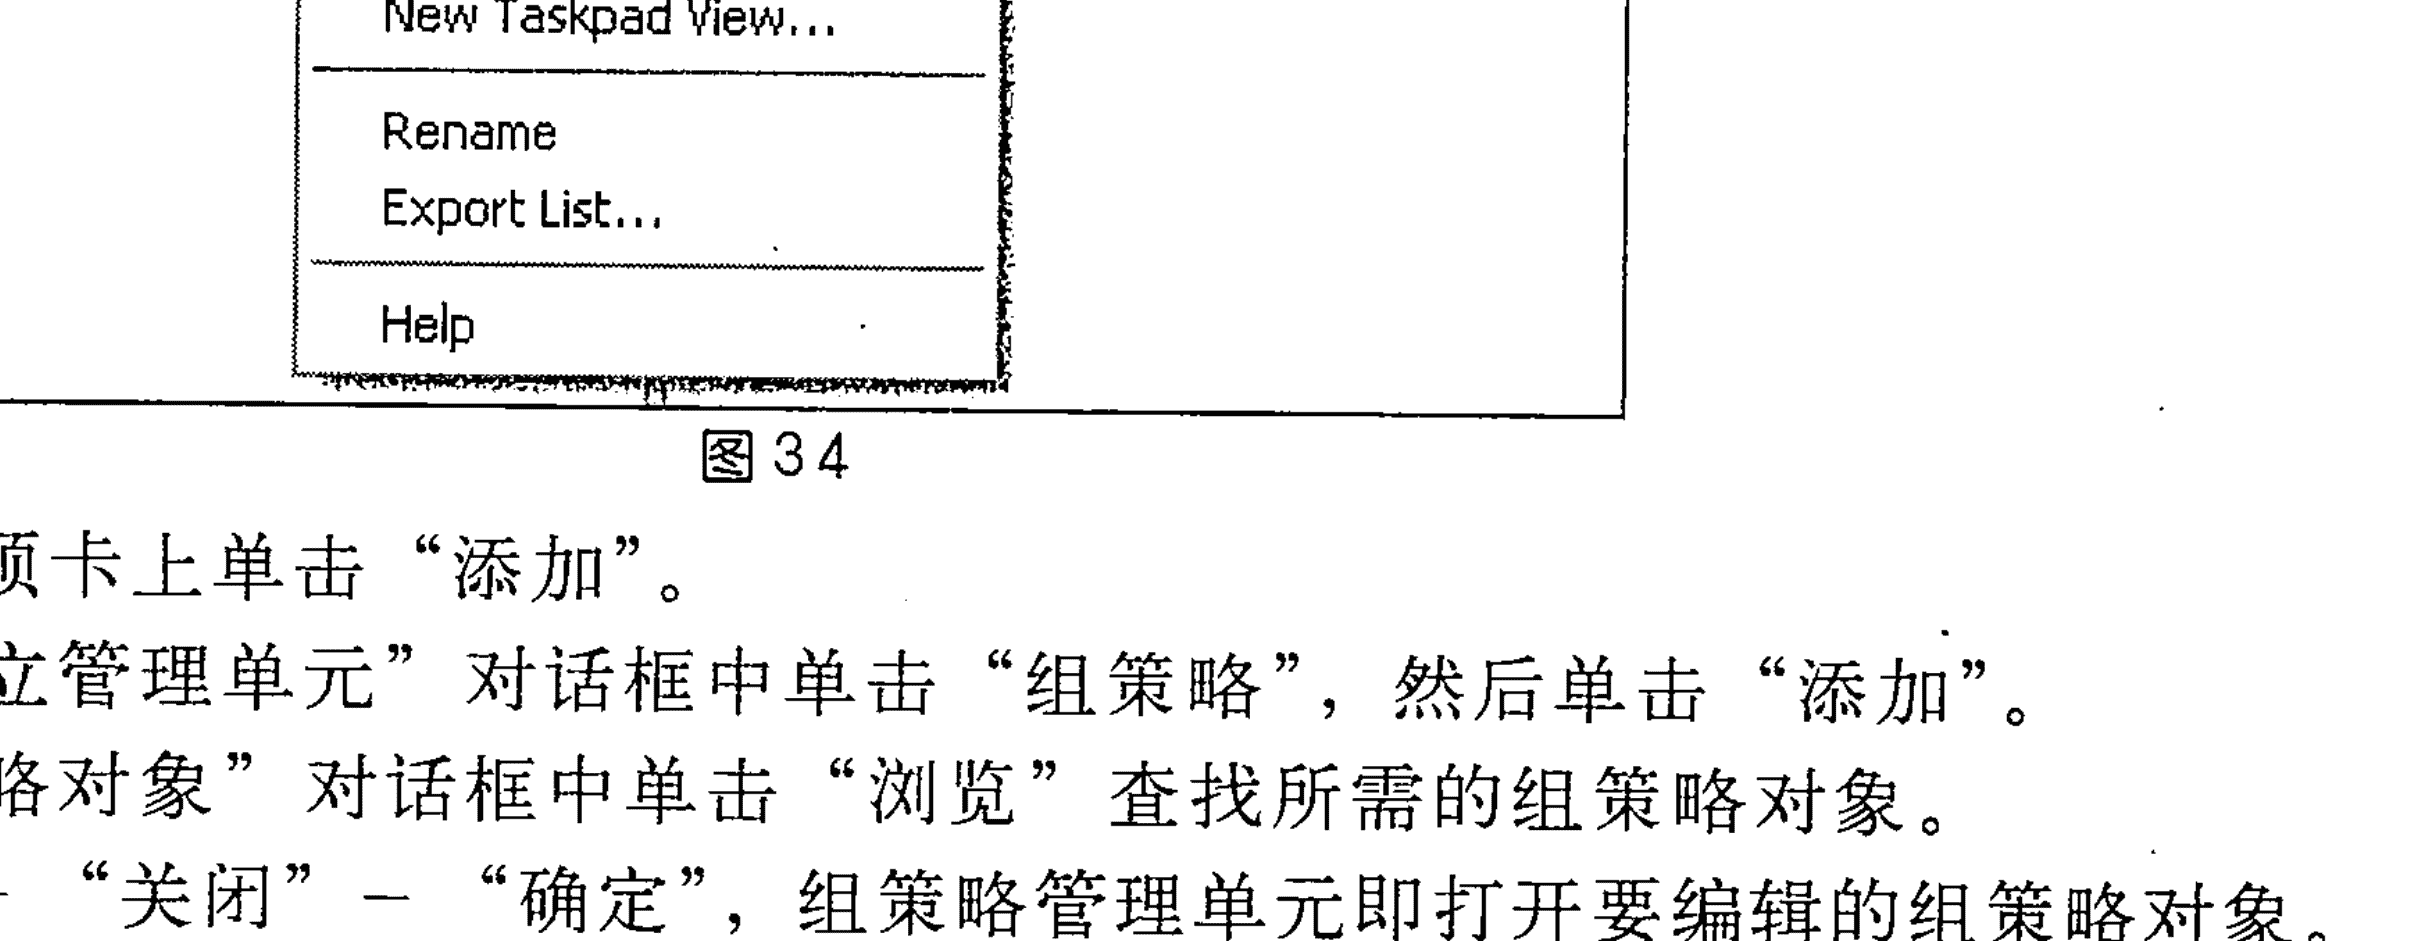 New Taskpad View...
Rename
Export List...
Help
图34
项卡上单击“添加”。
立管理单元”对话框中单击“组策略”，然后单击“添加”。
略对象”对话框中单击“浏览”查找所需的组策略对象。
“关闭”–“确定”，组策略管理单元即打开要编辑的组策略对象。